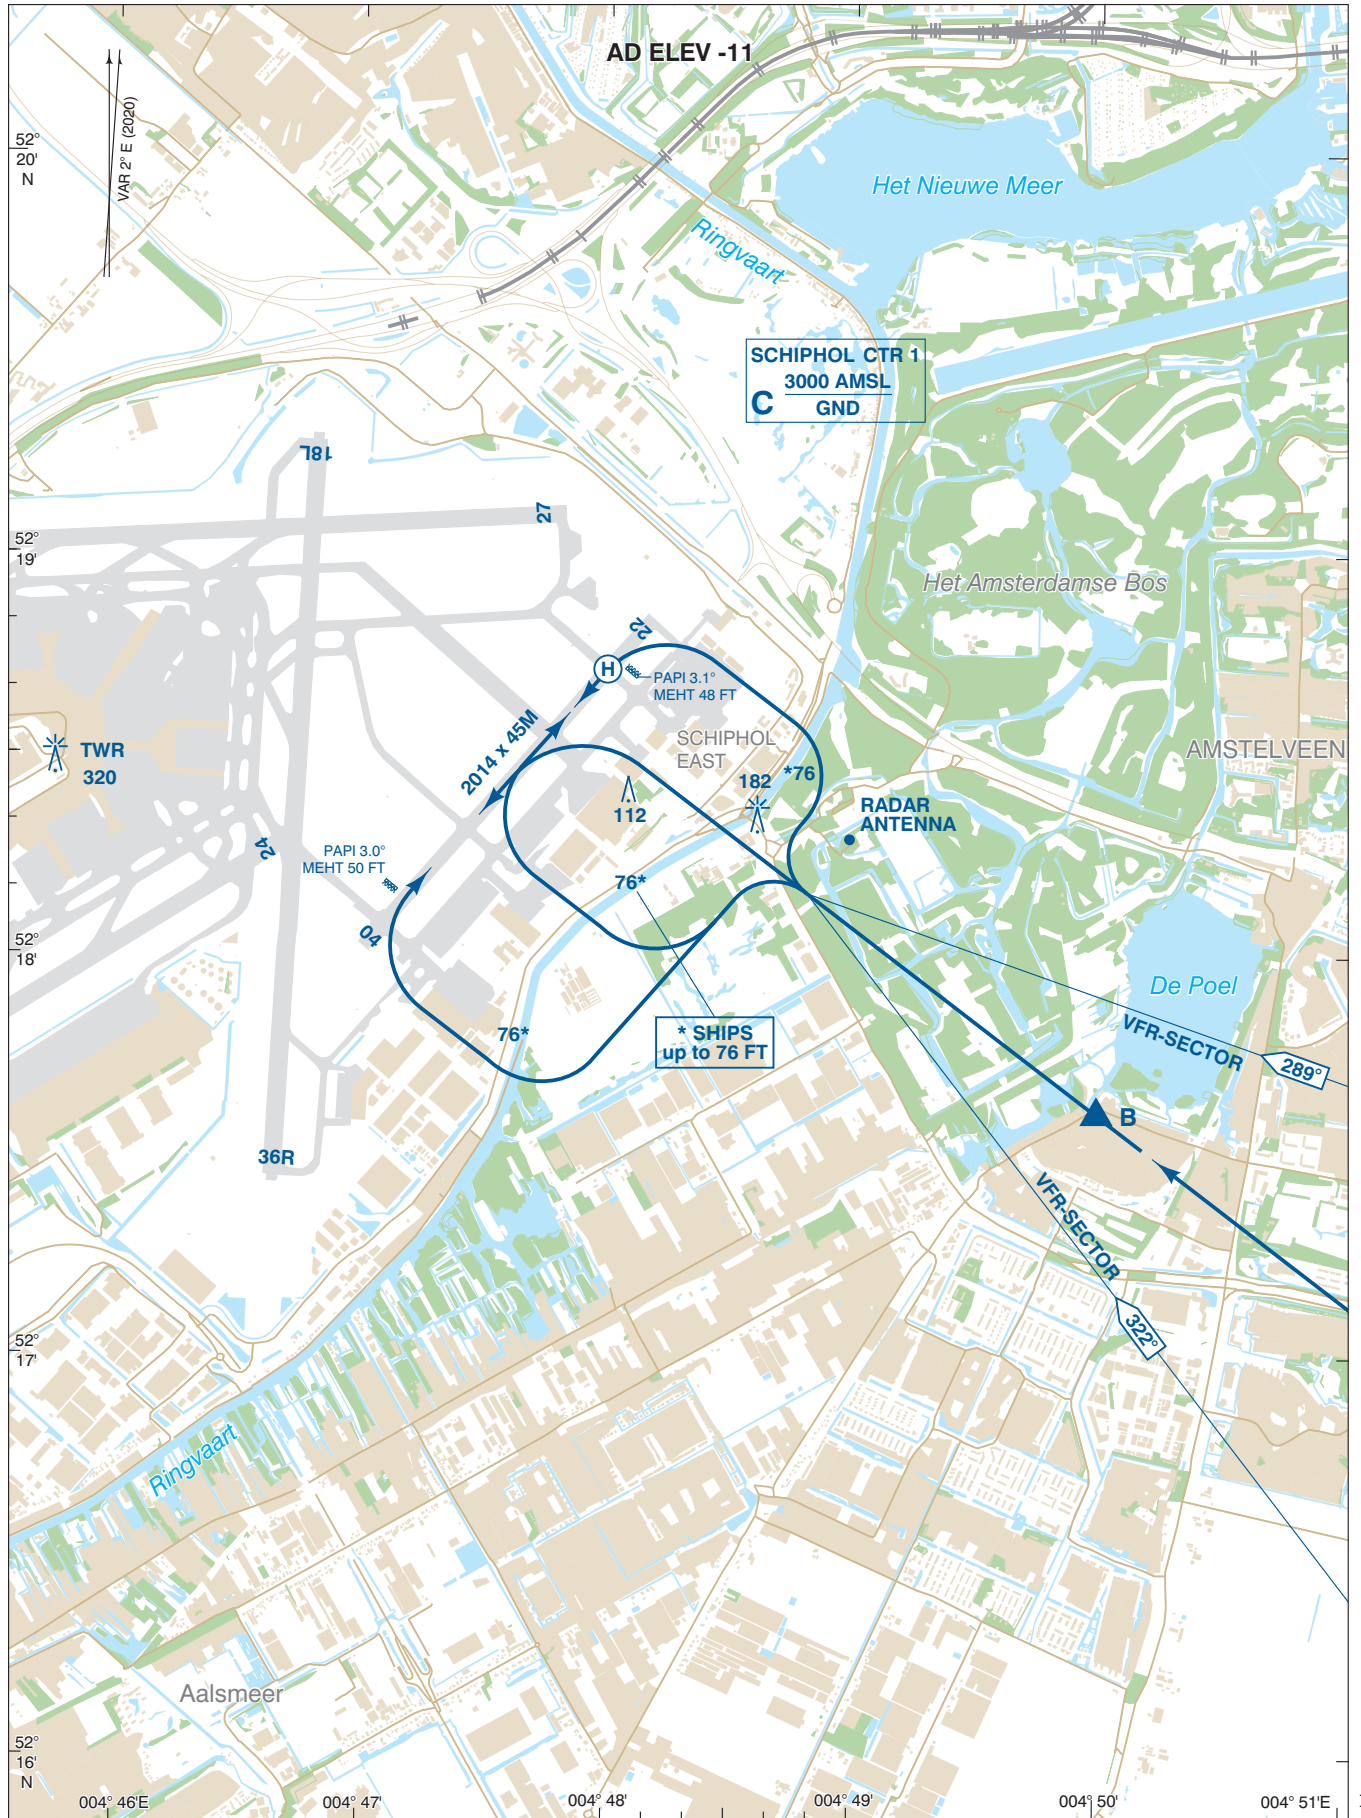 AD ELEV -11
VAR 2° E (2020)
52°
20'
N
Het Nieuwe Meer
Ringvaart
SCHIPHOL CTR 1
C
3000 AMSL
GND
18L
27
52°
19'
Het Amsterdamse Bos
22
H
PAPI 3.1°
MEHT 48 FT
2014 x 45M
SCHIPHOL
EAST
AMSTELVEEN
TWR
320
182
*76
112
RADAR
ANTENNA
24
PAPI 3.0°
MEHT 50 FT
76*
04
52°
18'
De Poel
76*
* SHIPS
up to 76 FT
VFR-SECTOR
289°
B
36R
VFR-SECTOR
322°
52°
17'
Ringvaart
Aalsmeer
52°
16'
N
004° 46'E
004° 47'
004° 48'
004° 49'
004° 50'
004° 51'E